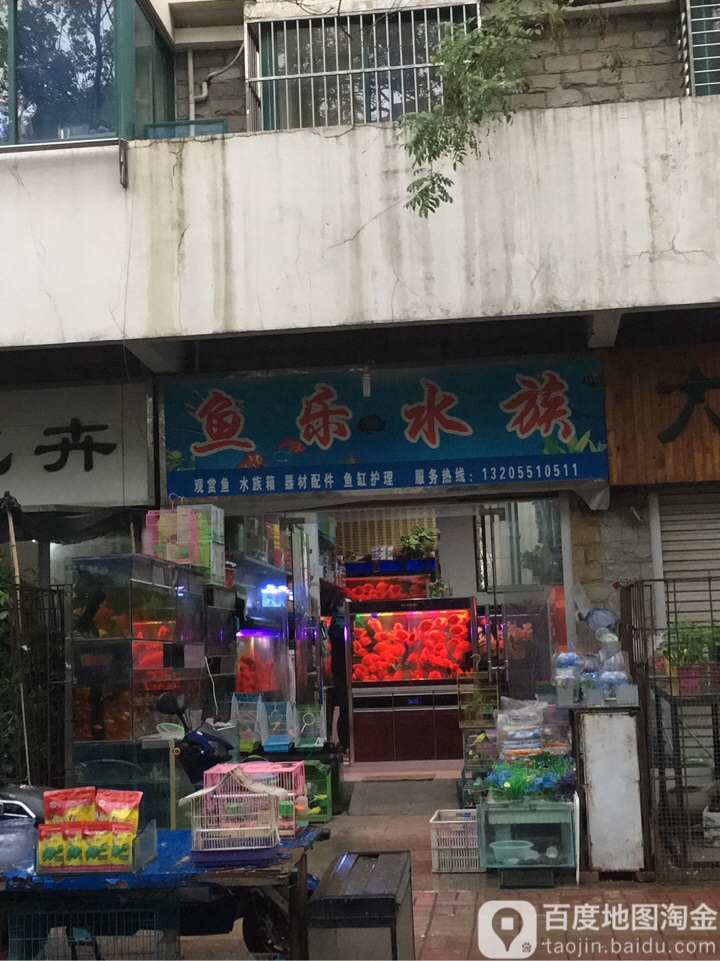 鱼乐水族
观赏鱼 水族箱 器材配件 鱼缸护理 服务热线：13205510511
卉
大
百度地图淘金
taojin.baidu.com